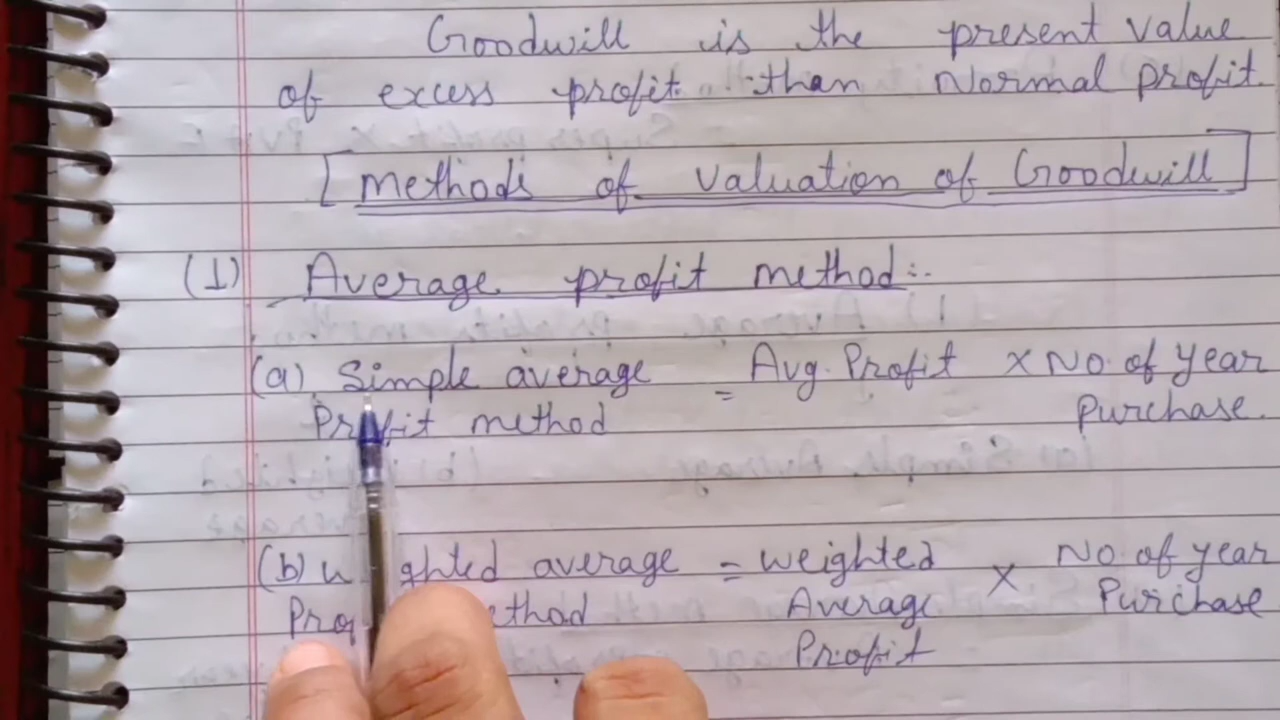 Goodwill is the present value
of excess profit than Normal profit.
[Methods of Valuation of Goodwill]
(1) Average profit method:-
(a) Simple average = Avg. Profit × No. of Year
Profit method Purchase.
(b) average = weighted × No. of year
Average Purchase
Profit